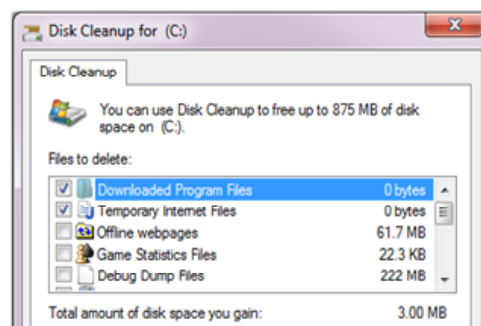 Disk Cleanup for (C:)
Disk Cleanup
You can use Disk Cleanup to free up to 875 MB of disk
space on (C:).
Files to delete:
Downloaded Program Files 0 bytes
Temporary Internet Files 0 bytes
Offline webpages 61.7 MB
Game Statistics Files 22.3 KB
Debug Dump Files 222 MB
Total amount of disk space you gain: 3.00 MB